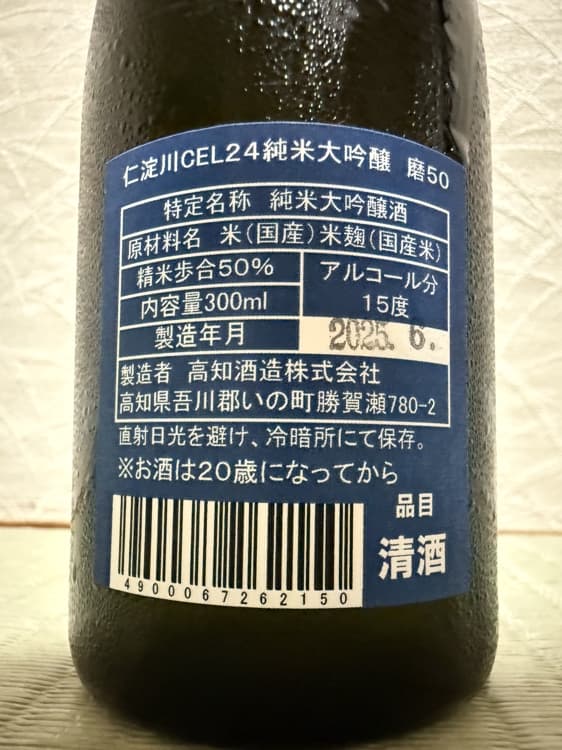 仁淀川CEL24純米大吟醸 磨50
特定名称 純米大吟醸酒
原材料名 米(国産)米麹(国産米)
精米歩合50% アルコール分
内容量300ml 15度
製造年月 2025. 6.
製造者 高知酒造株式会社
高知県吾川郡いの町勝賀瀬780-2
直射日光を避け、冷暗所にて保存。
※お酒は20歳になってから
品目
清酒
4900067262150